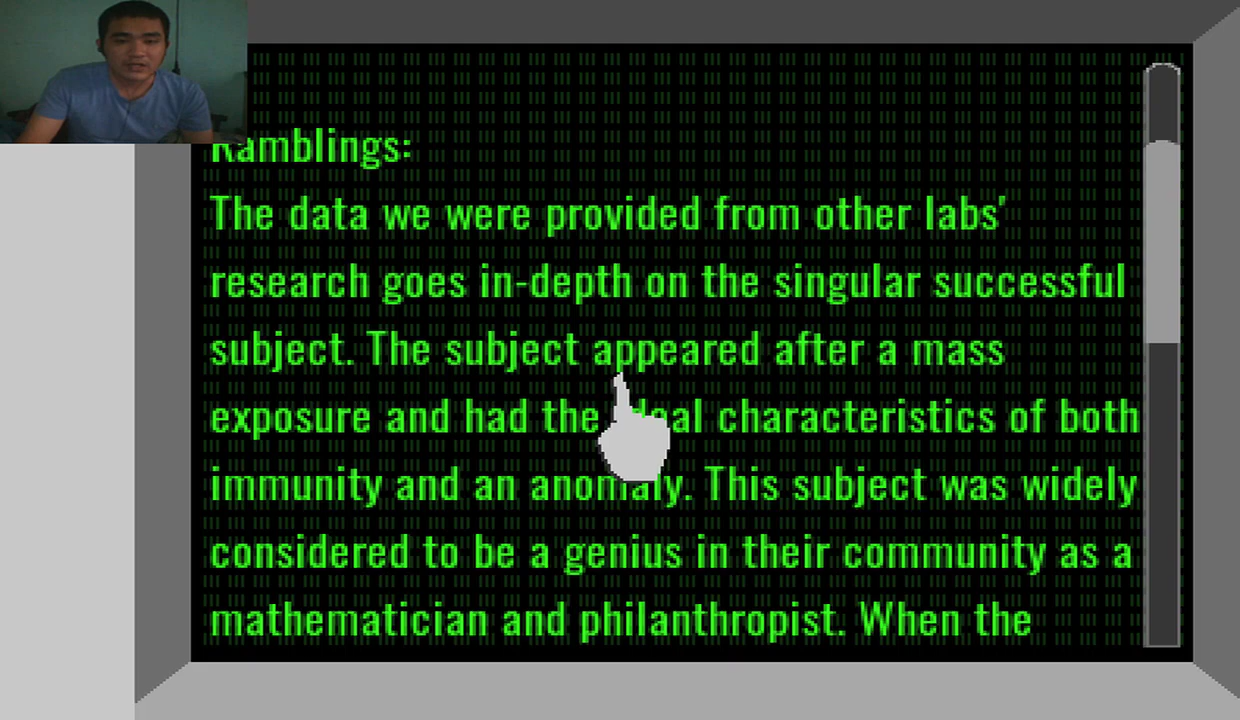 Ramblings:
The data we were provided from other labs'
research goes in-depth on the singular successful
subject. The subject appeared after a mass
exposure and had the ideal characteristics of both
immunity and an anomaly. This subject was widely
considered to be a genius in their community as a
mathematician and philanthropist. When the